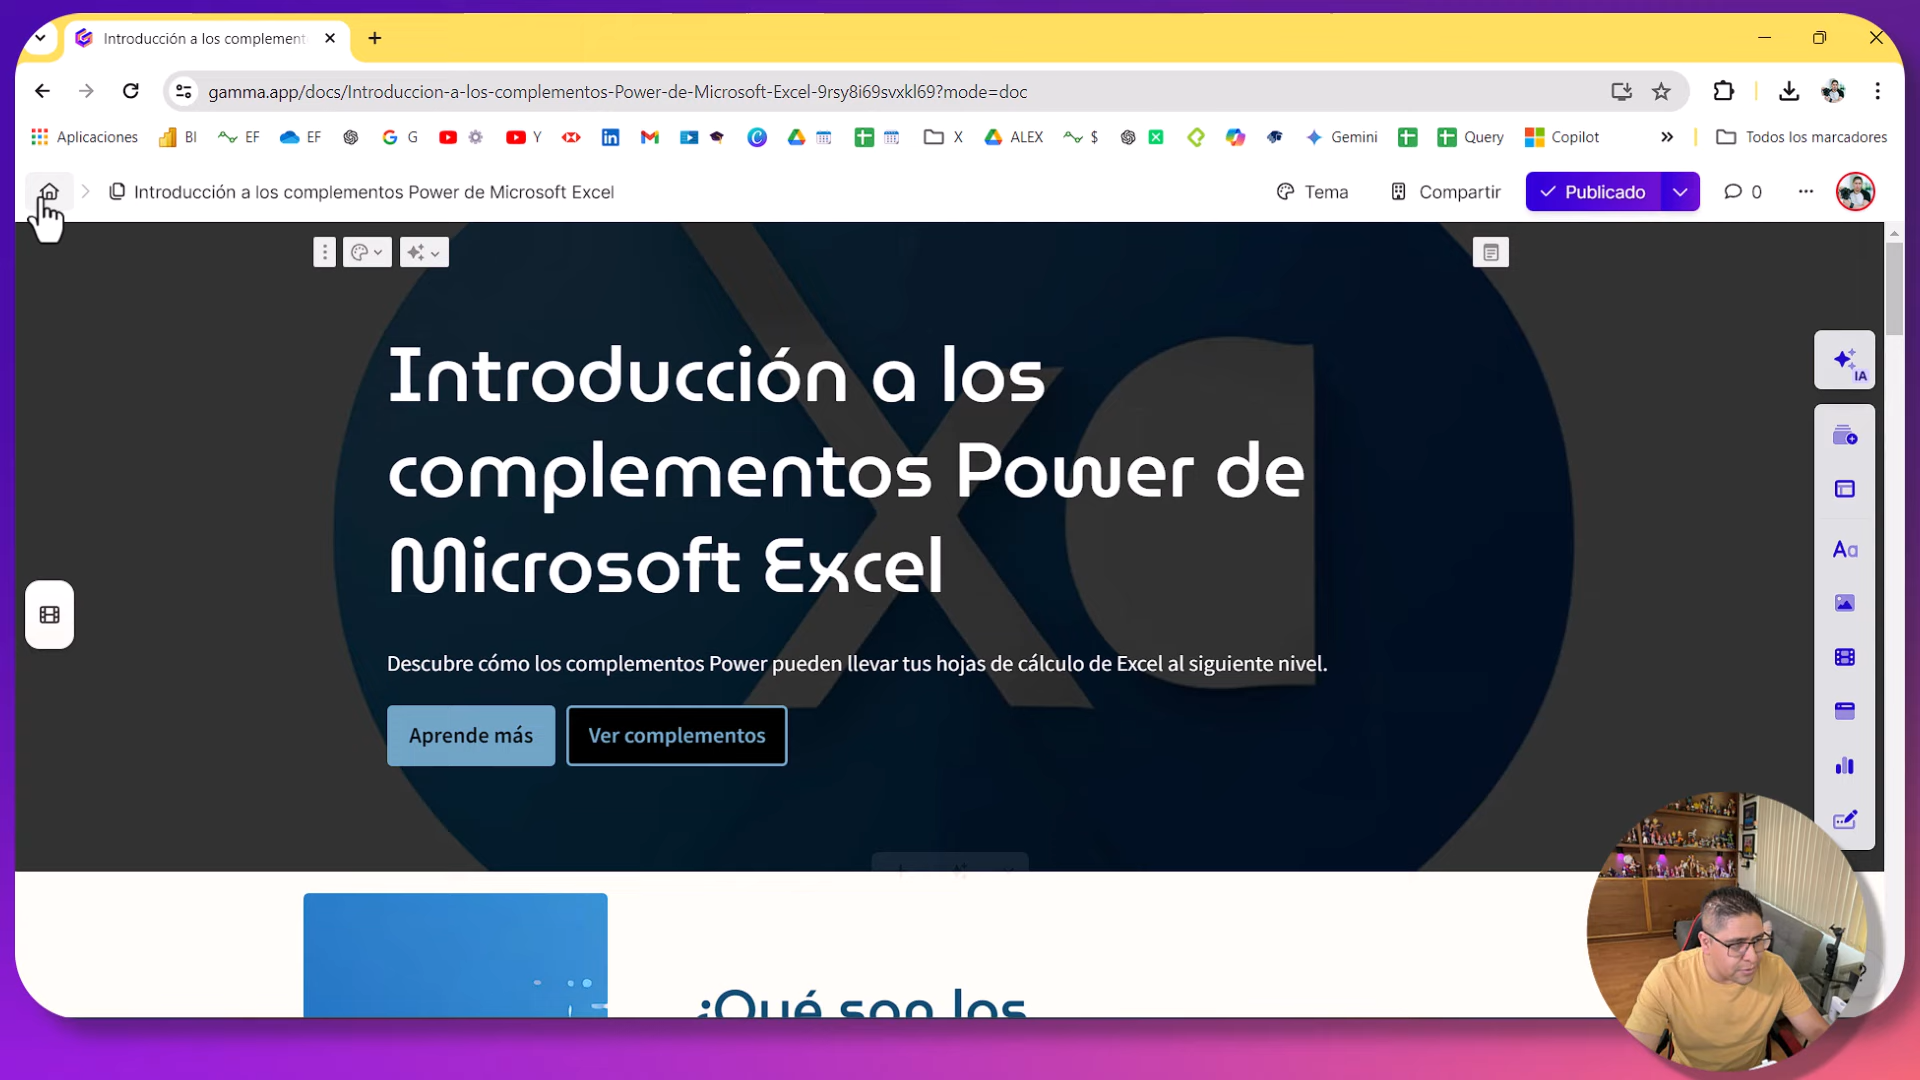 Introducción a los complement
gamma.app/docs/Introduccion-a-los-complementos-Power-de-Microsoft-Excel-9rsy8i69svxkl69?mode=doc
Aplicaciones BI EF EF G Y X ALEX $ Gemini Query Copilot » Todos los marcadores
Introducción a los complementos Power de Microsoft Excel Tema Compartir Publicado 0
Introducción a los
complementos Power de
Microsoft Excel
IA
Aa
Descubre cómo los complementos Power pueden llevar tus hojas de cálculo de Excel al siguiente nivel.
Aprende más Ver complementos
¿Qué son los